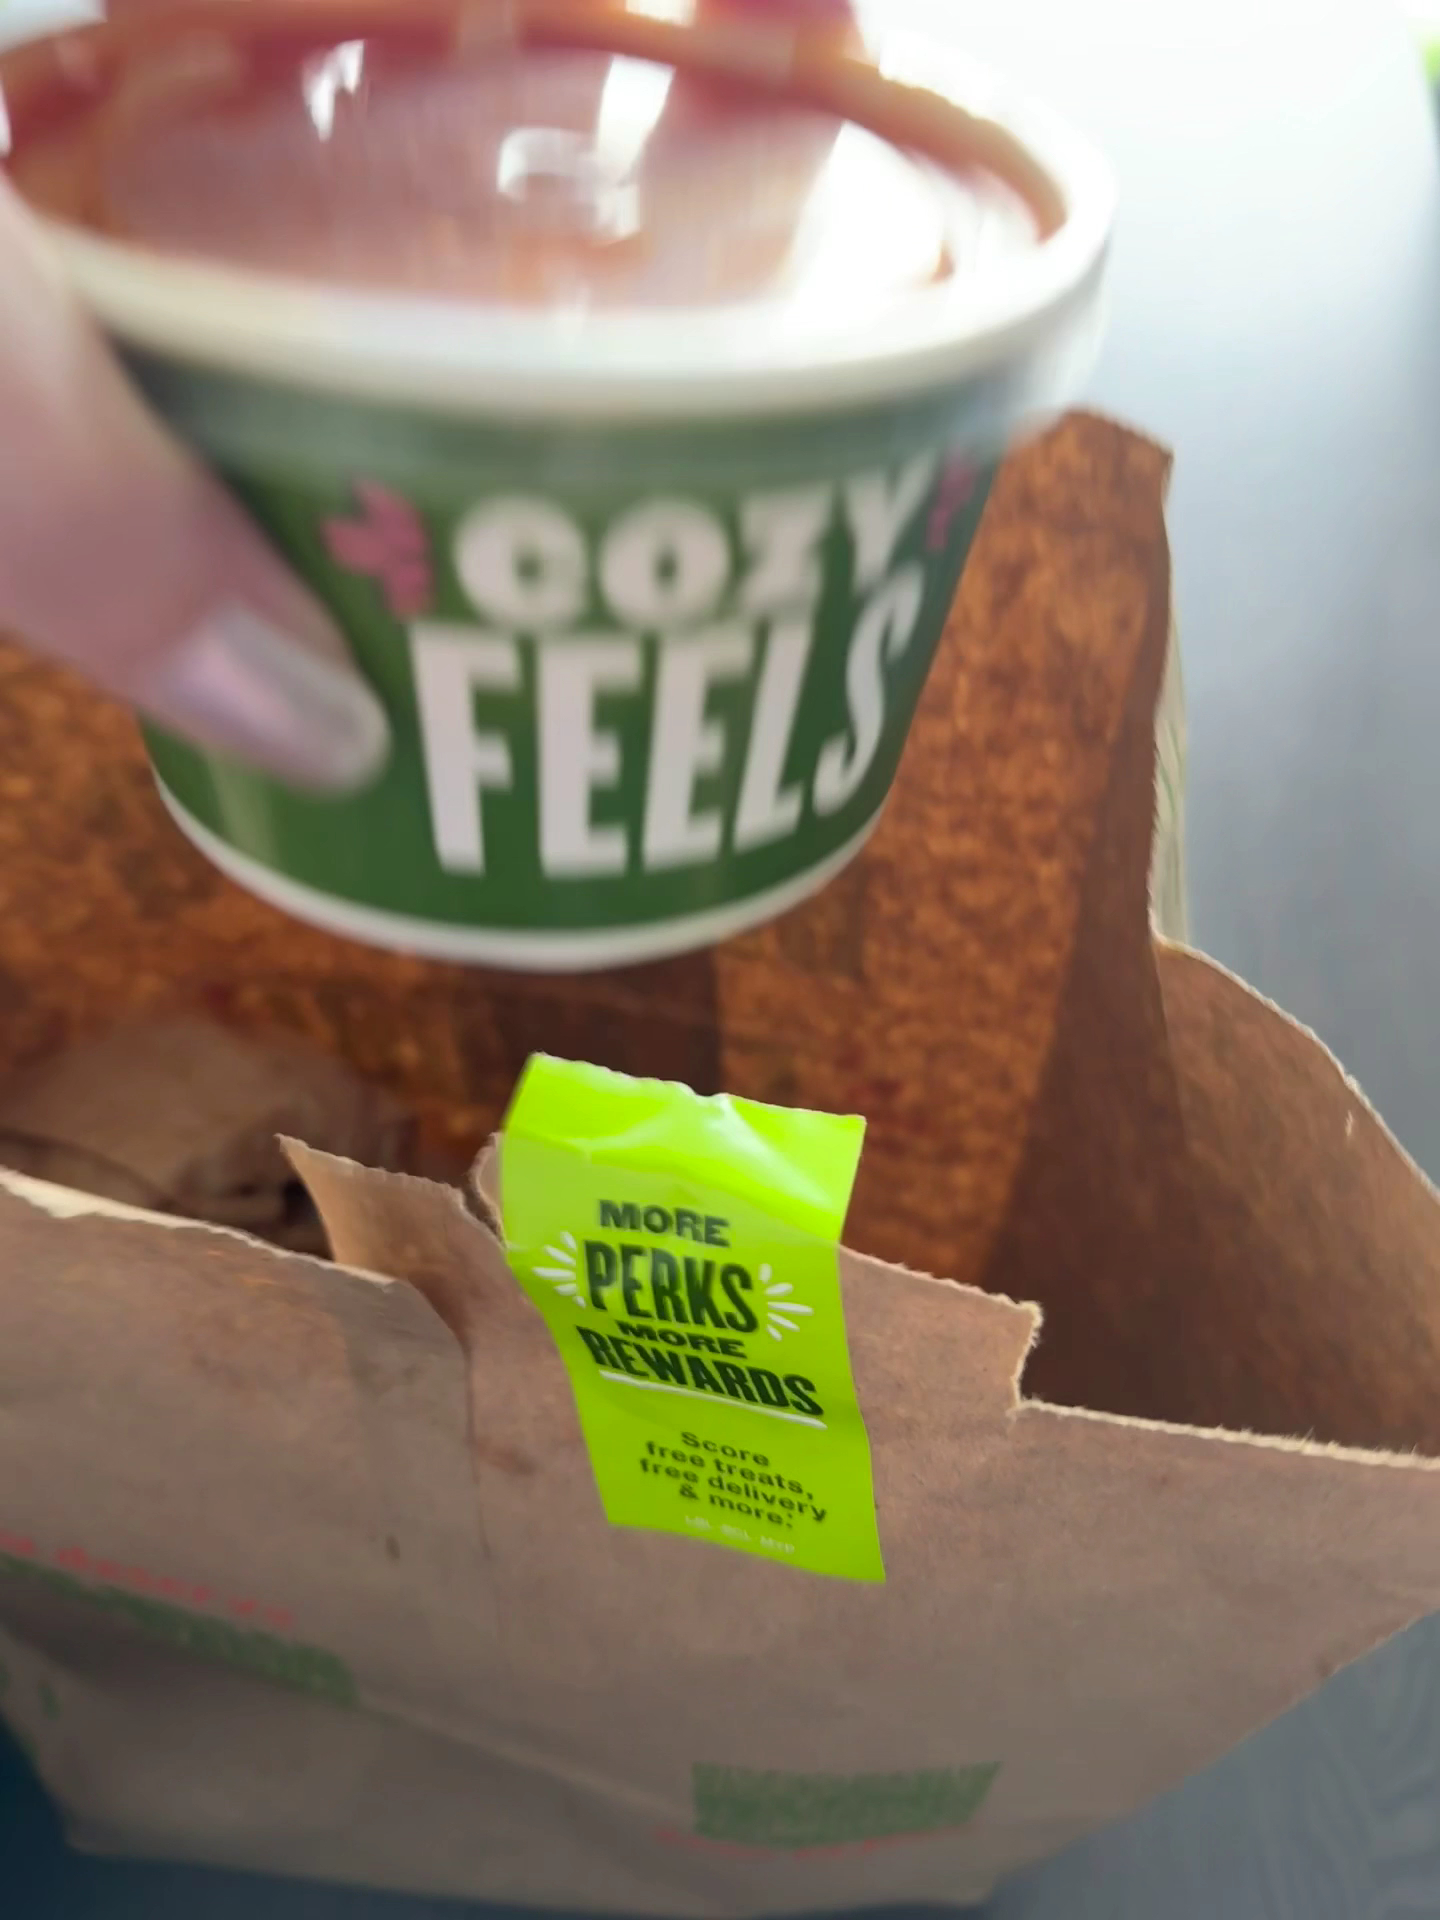 COZY
FEELS
MORE
PERKS
MORE
REWARDS
Score
free treats,
free delivery
& more.*